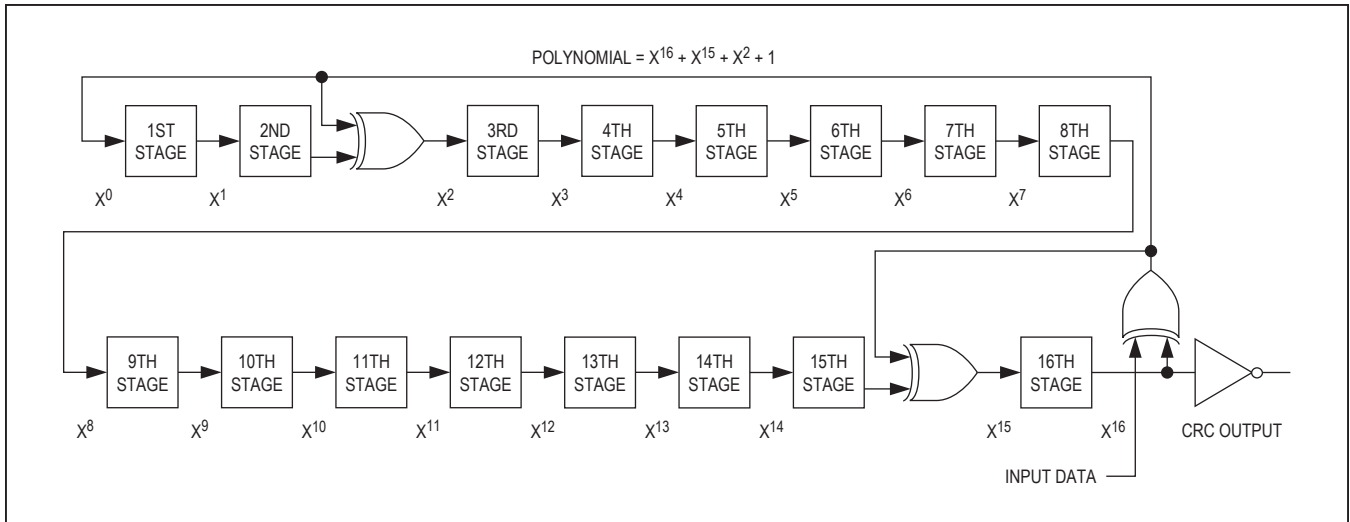 POLYNOMIAL = X16 + X15 + X2 + 1
1ST STAGE
2ND STAGE
3RD STAGE
4TH STAGE
5TH STAGE
6TH STAGE
7TH STAGE
8TH STAGE
X0
X1
X2
X3
X4
X5
X6
X7
9TH STAGE
10TH STAGE
11TH STAGE
12TH STAGE
13TH STAGE
14TH STAGE
15TH STAGE
16TH STAGE
X8
X9
X10
X11
X12
X13
X14
X15
X16
CRC OUTPUT
INPUT DATA